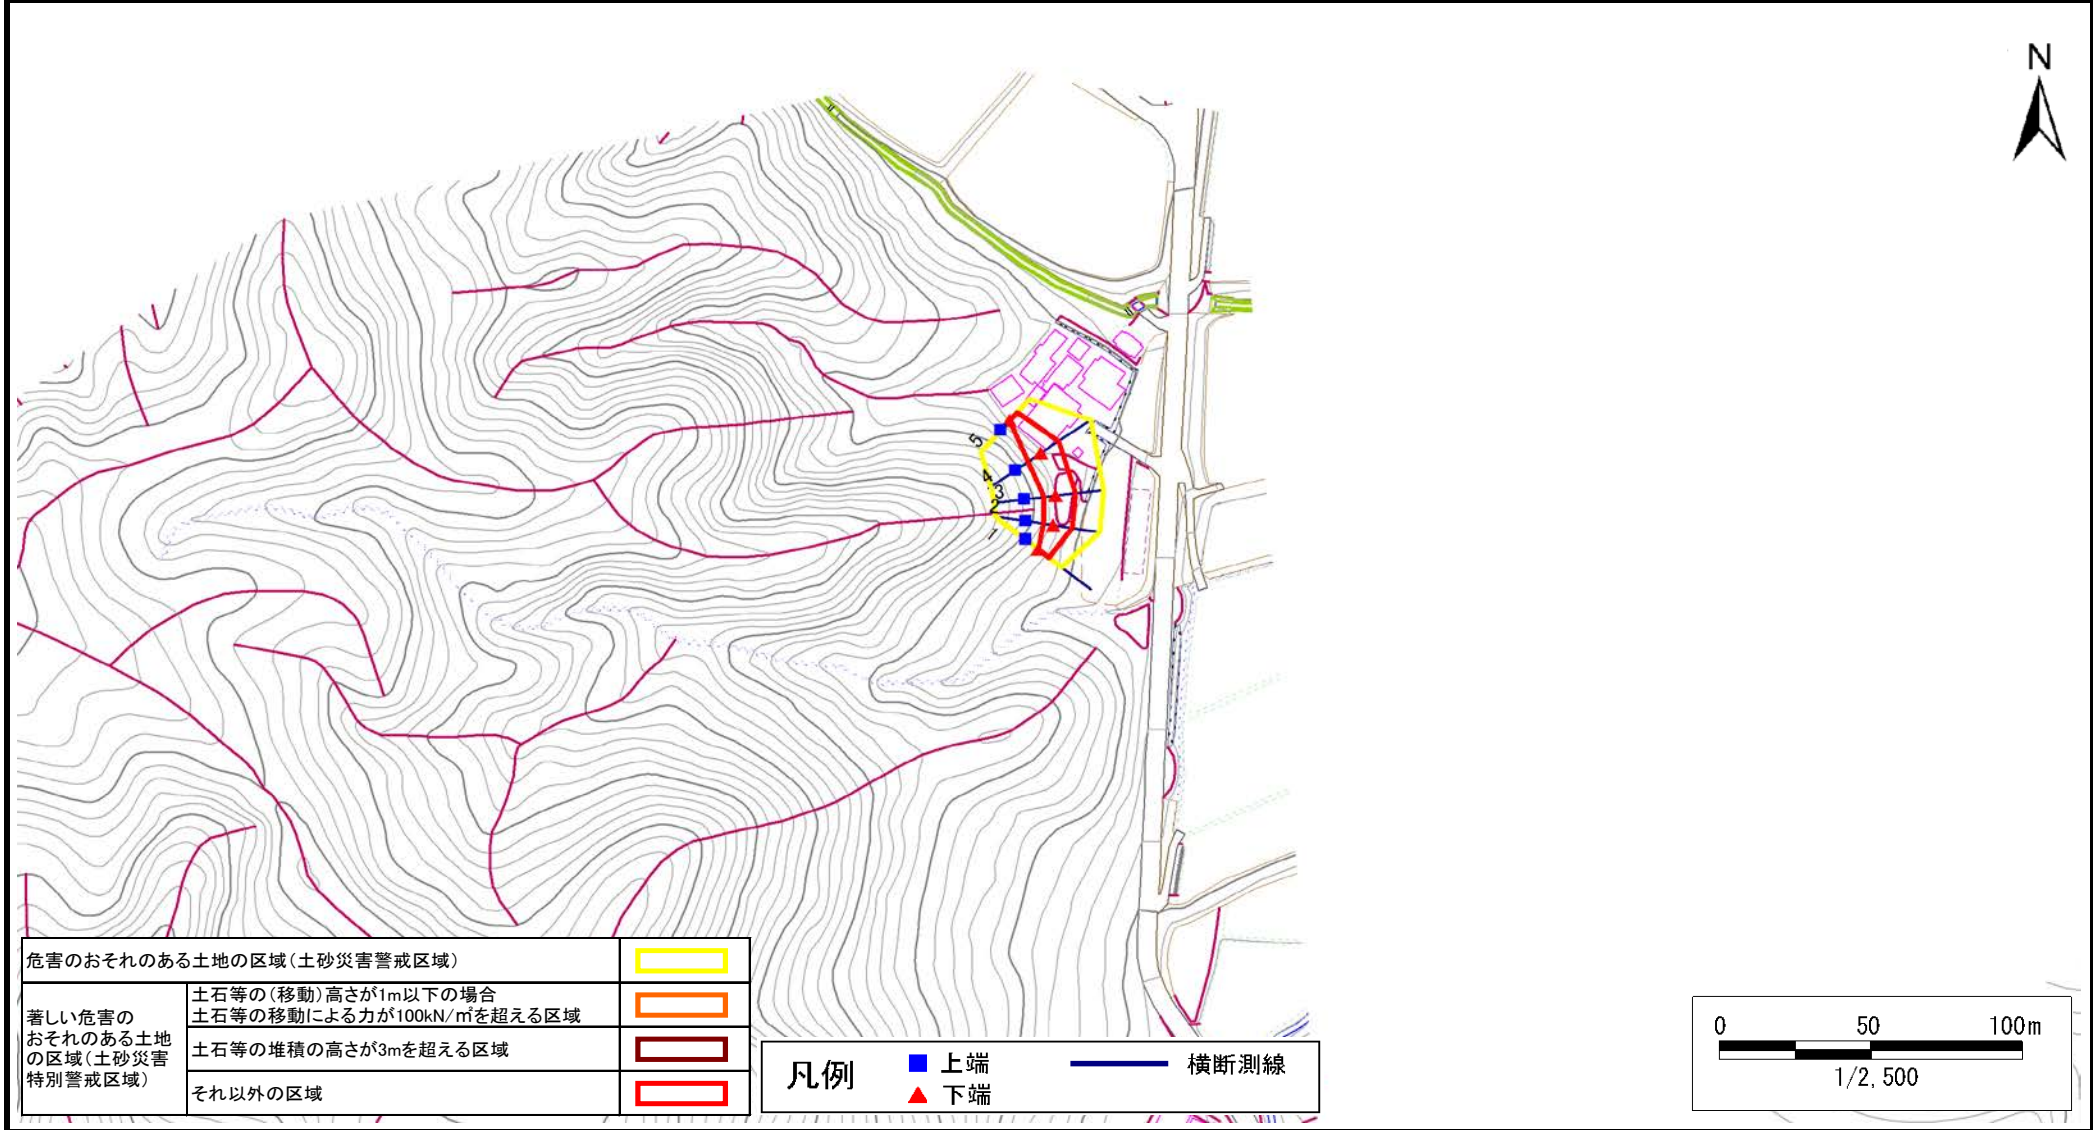 N
5
4
3
2
1
危害のおそれのある土地の区域(土砂災害警戒区域)
著しい危害の
おそれのある土地
の区域(土砂災害
特別警戒区域)
土石等の(移動)高さが1m以下の場合
土石等の移動による力が100kN/㎡を超える区域
土石等の堆積の高さが3mを超える区域
それ以外の区域
凡例
上端
下端
横断測線
0 50 100m
1/2,500